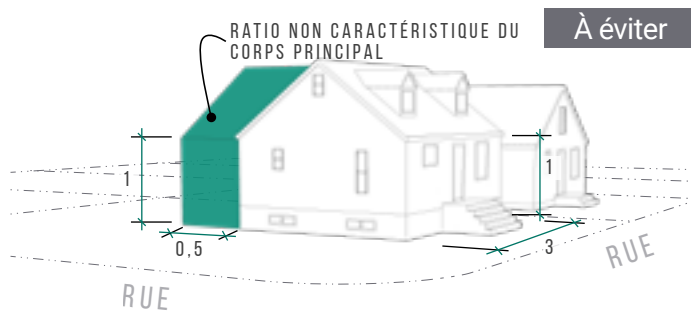 RATIO NON CARACTÉRISTIQUE DU
CORPS PRINCIPAL
À éviter
1
1
0,5
3
RUE
RUE